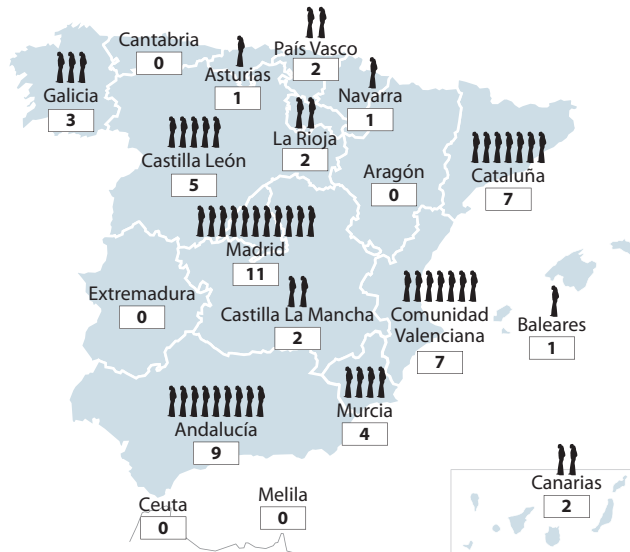 País Vasco
2
Cantabria
0
Asturias
1
Navarra
1
Galicia
3
La Rioja
2
Castilla León
5
Aragón
0
Cataluña
7
Madrid
11
Extremadura
0
Castilla La Mancha
2
Comunidad
Valenciana
7
Baleares
1
Andalucía
9
Murcia
4
Canarias
2
Ceuta
0
Melila
0